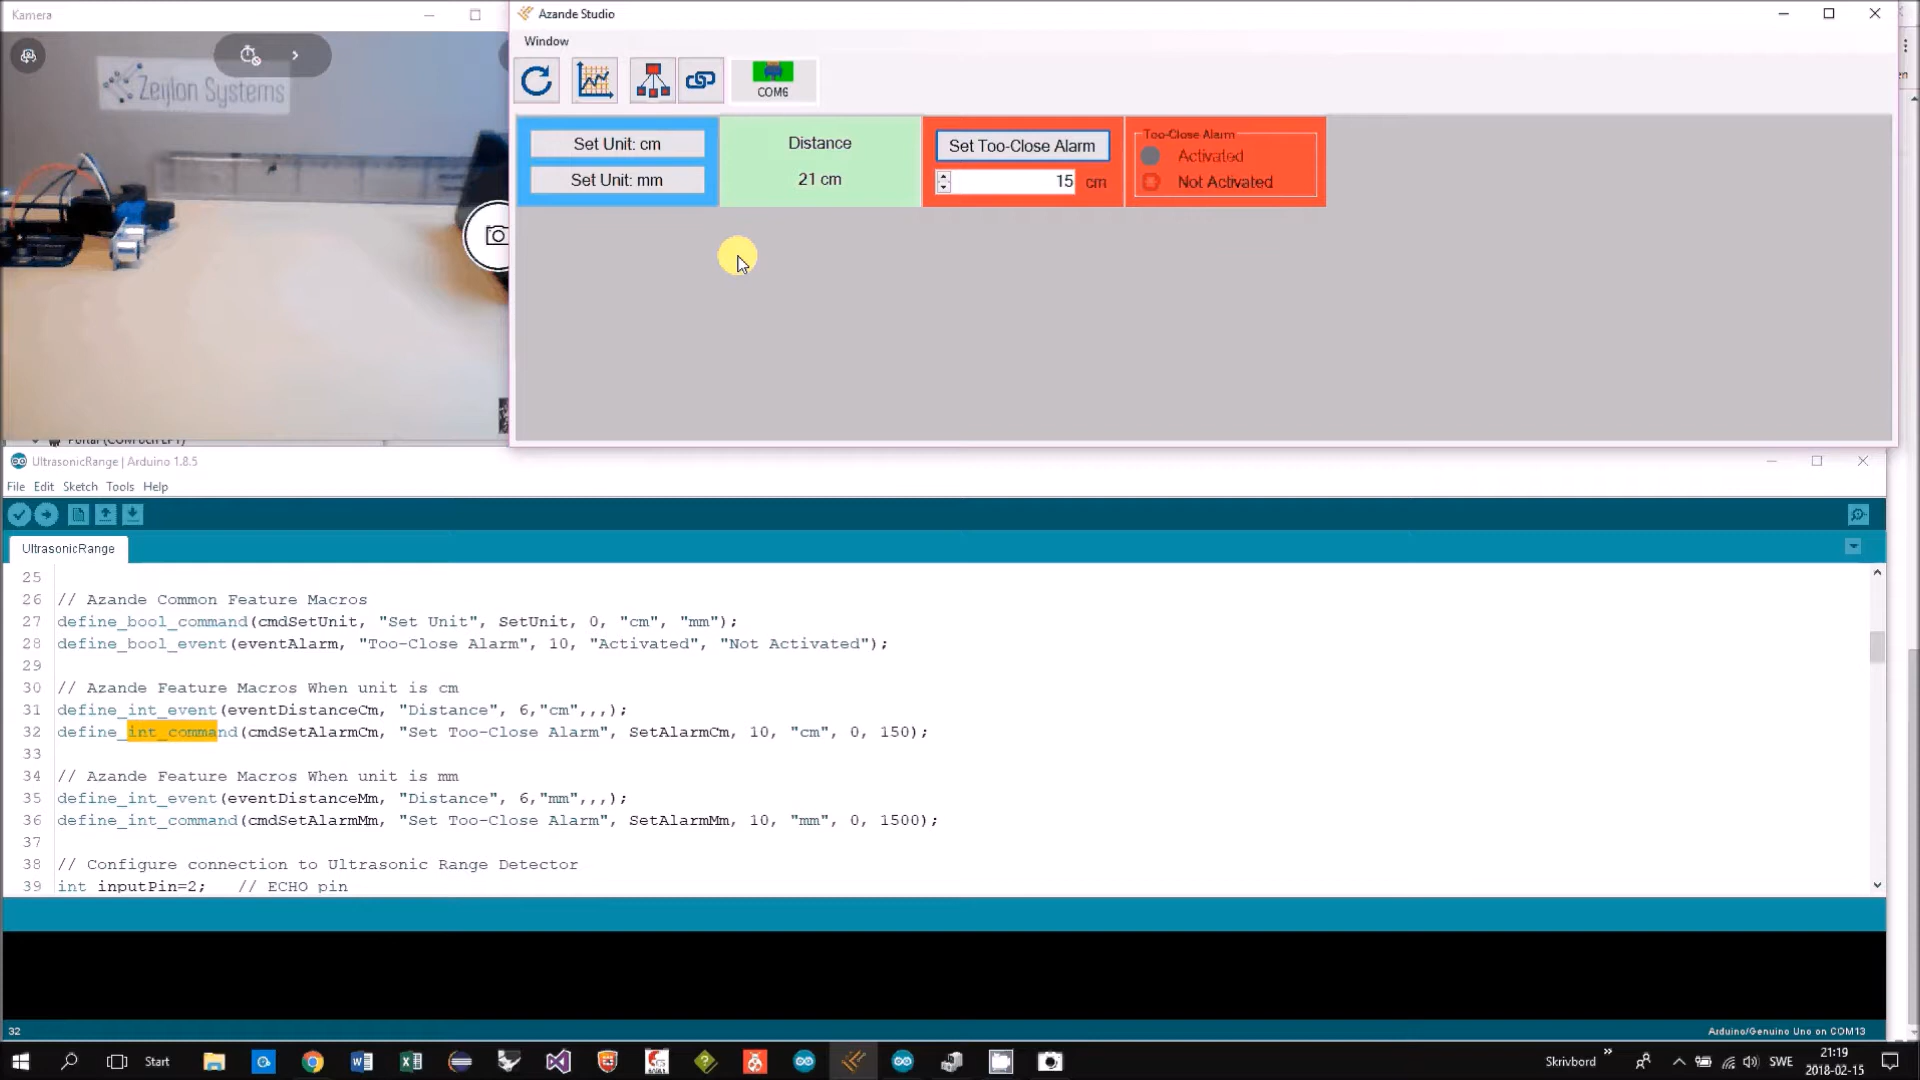 Kamera
Zeijlon Systems
Azande Studio
Window
COM6
Set Unit: cm
Set Unit: mm
Distance
21 cm
Set Too-Close Alarm
15 cm
Too-Close Alarm
Activated
Not Activated
UltrasonicRange | Arduino 1.8.5
File Edit Sketch Tools Help
UltrasonicRange
25
26 // Azande Common Feature Macros
27 define_bool_command(cmdSetUnit, "Set Unit", SetUnit, 0, "cm", "mm");
28 define_bool_event(eventAlarm, "Too-Close Alarm", 10, "Activated", "Not Activated");
29
30 // Azande Feature Macros When unit is cm
31 define_int_event(eventDistanceCm, "Distance", 6,"cm",,,);
32 define_int_command(cmdSetAlarmCm, "Set Too-Close Alarm", SetAlarmCm, 10, "cm", 0, 150);
33
34 // Azande Feature Macros When unit is mm
35 define_int_event(eventDistanceMm, "Distance", 6,"mm",,,);
36 define_int_command(cmdSetAlarmMm, "Set Too-Close Alarm", SetAlarmMm, 10, "mm", 0, 1500);
37
38 // Configure connection to Ultrasonic Range Detector
39 int inputPin=2; // ECHO pin
32
Arduino/Genuino Uno on COM13
Start
Skrivbord
SWE
21:19
2018-02-15